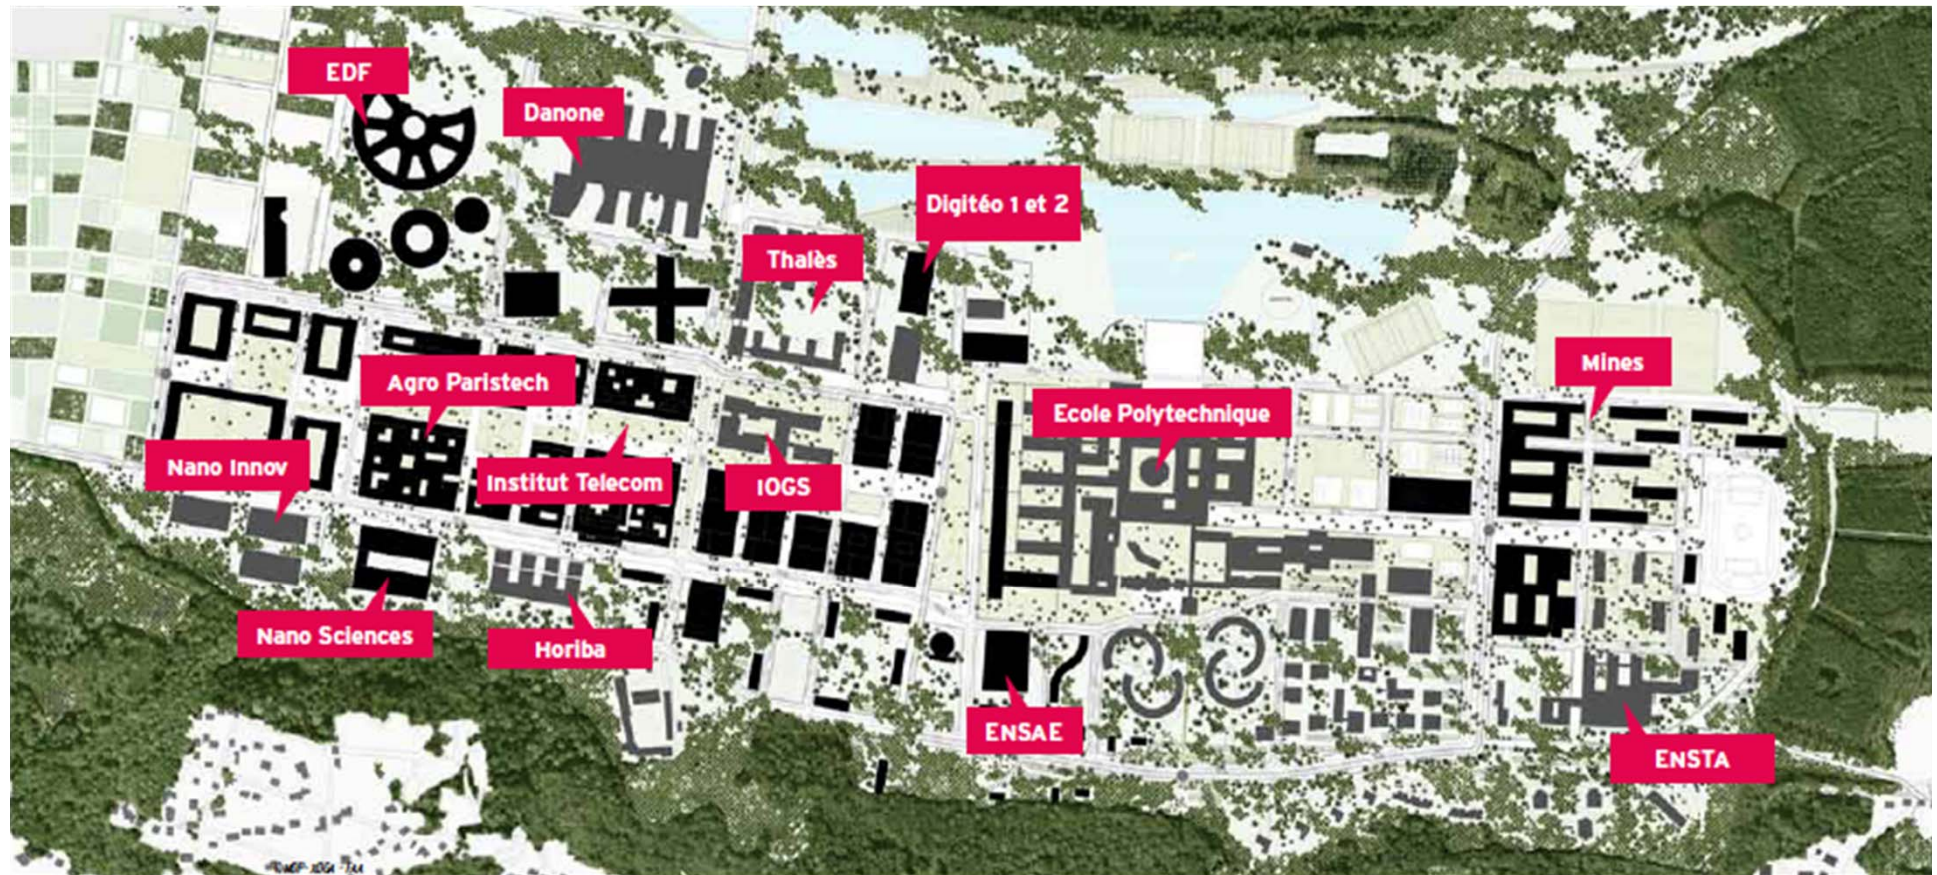 EDF
Danone
Digitéo 1 et 2
Thalès
Mines
Agro Paristech
Ecole Polytechnique
Nano Innov
Institut Telecom
IOGS
Nano Sciences
Horiba
ENSAE
ENSTA